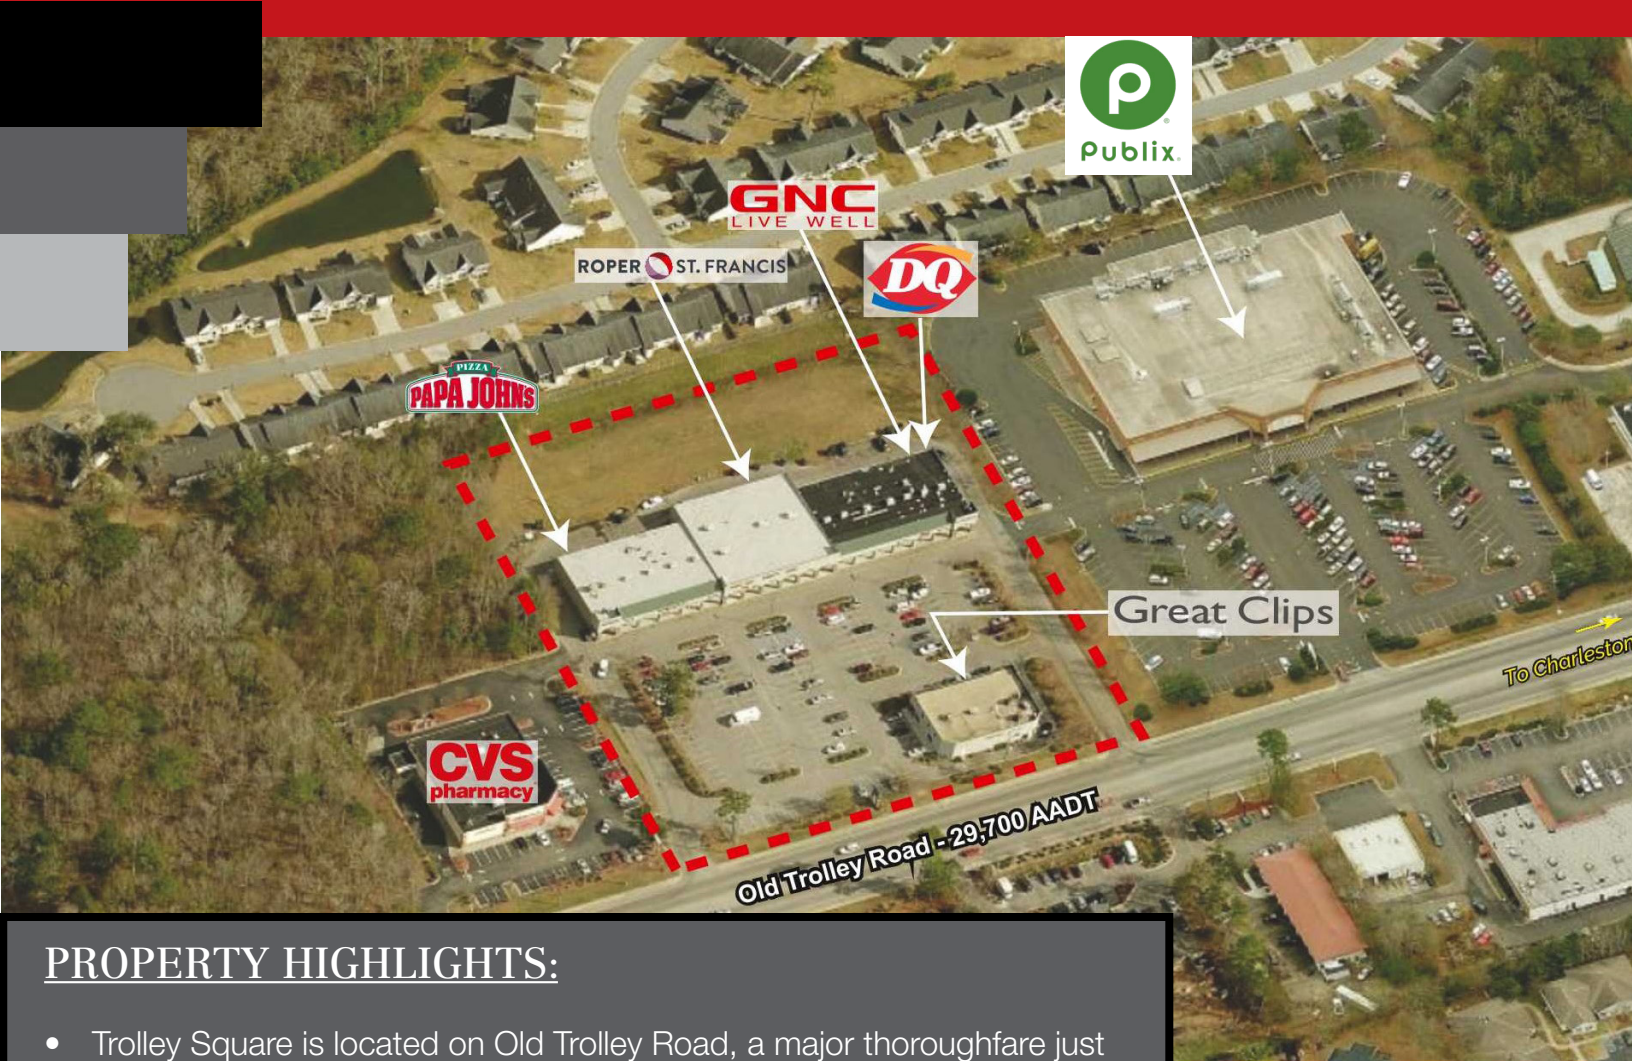 Publix.
GNC
LIVE WELL
ROPER ST. FRANCIS
DQ
PIZZA
PAPA JOHN'S
Great Clips
To Charleston
CVS
pharmacy
Old Trolley Road - 29,700 AADT
PROPERTY HIGHLIGHTS:
• Trolley Square is located on Old Trolley Road, a major thoroughfare just